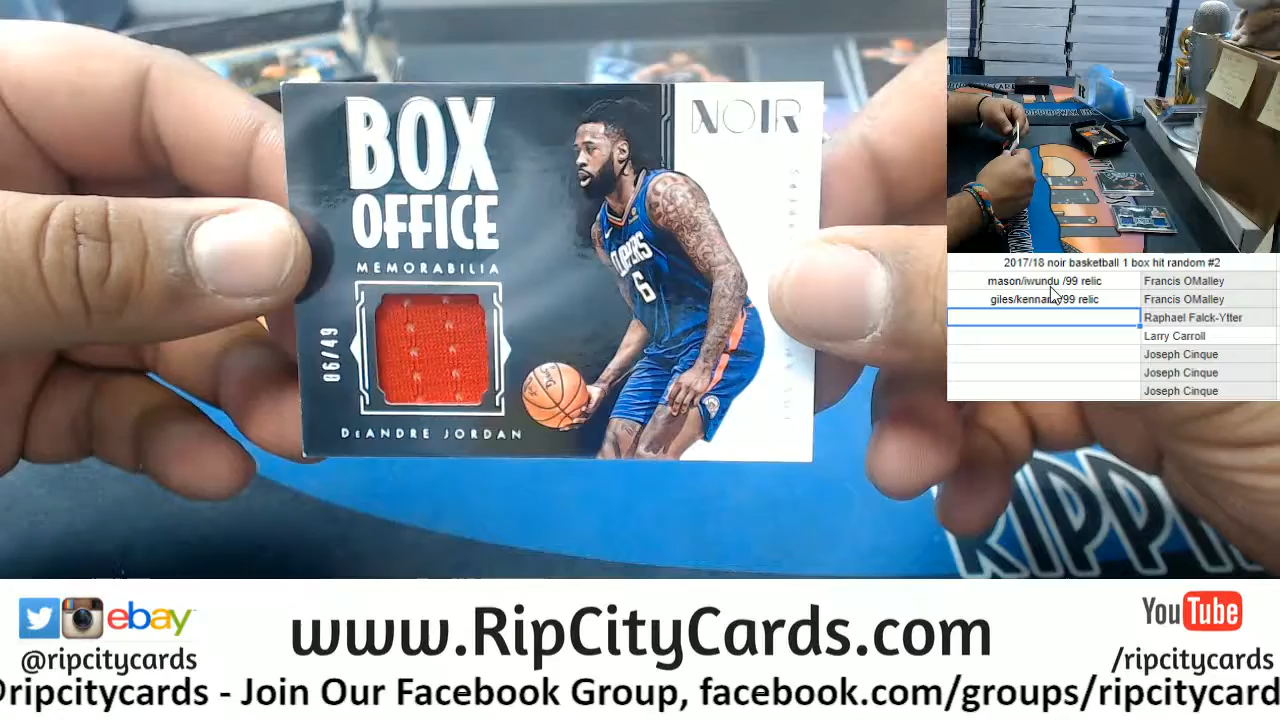 BOX
OFFICE
MEMORABILIA
06/49
DEANDRE JORDAN
NOIR
CLIPPERS
6
2017/18 noir basketball 1 box hit random #2
mason/iwundu /99 relic Francis OMalley
giles/kennard /99 relic Francis OMalley
Raphael Falck-Ytter
Larry Carroll
Joseph Cinque
Joseph Cinque
Joseph Cinque
RIPPI
ebay
@ripcitycards
www.RipCityCards.com
YouTube
/ripcitycards
@ripcitycards - Join Our Facebook Group, facebook.com/groups/ripcitycard